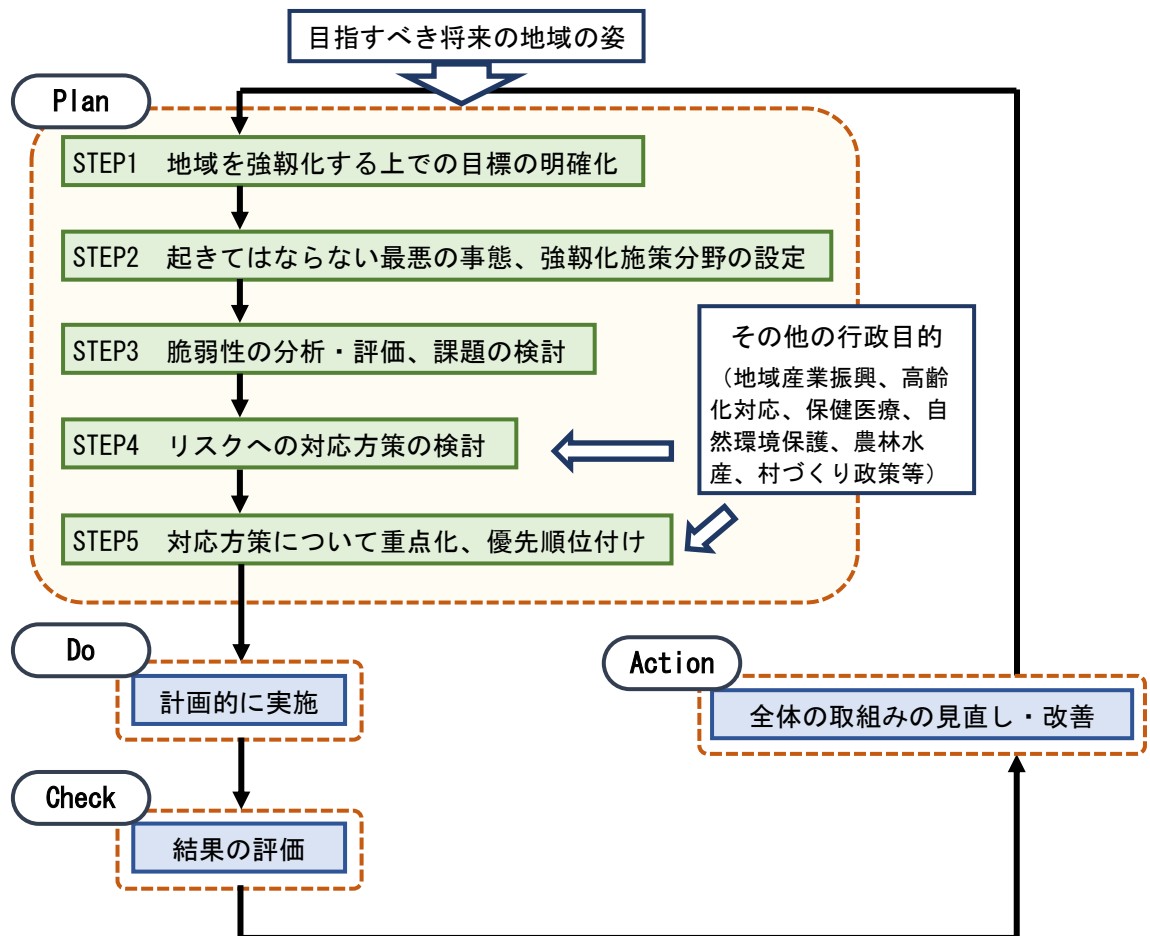 目指すべき将来の地域の姿
Plan
STEP1 地域を強靱化する上での目標の明確化
STEP2 起きてはならない最悪の事態、強靱化施策分野の設定
STEP3 脆弱性の分析・評価、課題の検討
その他の行政目的
（地域産業振興、高齢
化対応、保健医療、自
然環境保護、農林水
産、村づくり政策等）
STEP4 リスクへの対応方策の検討
STEP5 対応方策について重点化、優先順位付け
Do
計画的に実施
Check
結果の評価
Action
全体の取組みの見直し・改善